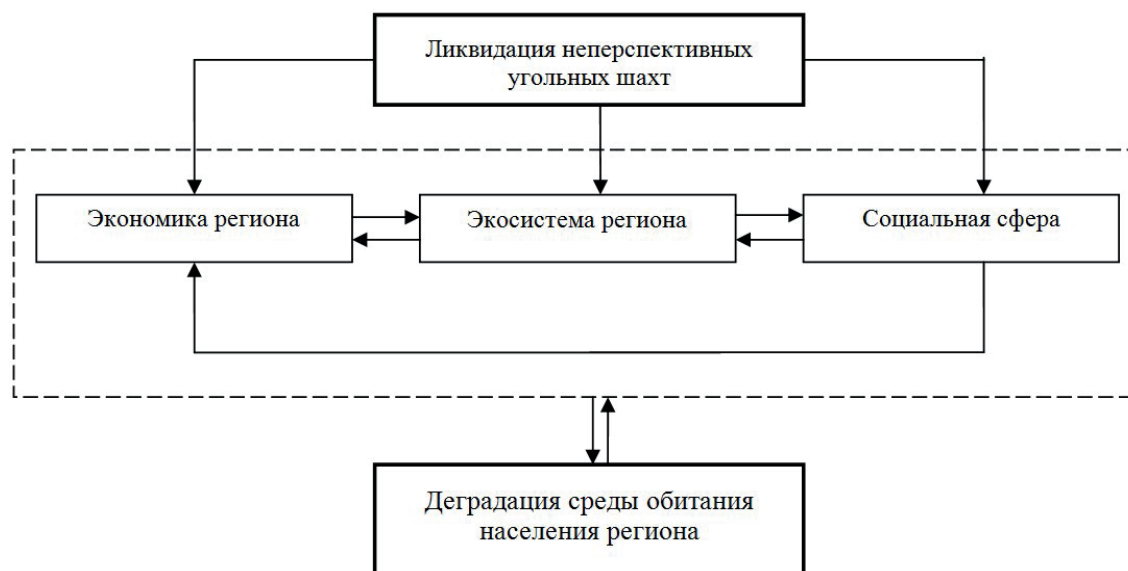 Ликвидация неперспективных
угольных шахт
Экономика региона
Экосистема региона
Социальная сфера
Деградация среды обитания
населения региона